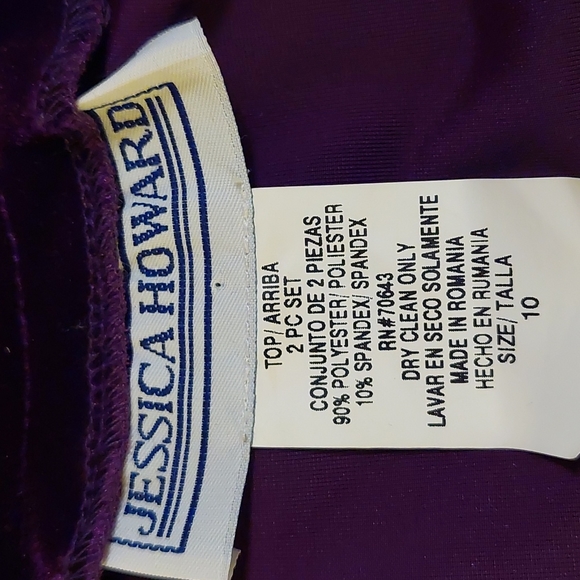 JESSICA HOWARD
TOP/ ARRIBA
2 PC SET
CONJUNTO DE 2 PIEZAS
90% POLYESTER/ POLIESTER
10% SPANDEX/ SPANDEX
RN#70643
DRY CLEAN ONLY
LAVAR EN SECO SOLAMENTE
MADE IN ROMANIA
HECHO EN RUMANIA
SIZE/ TALLA
10